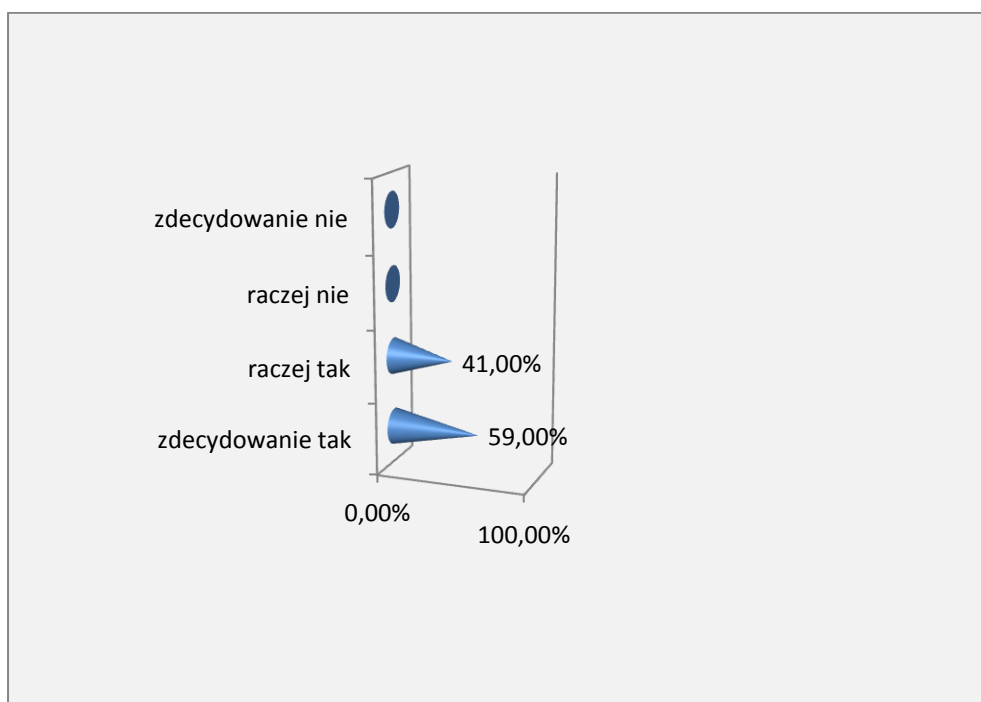 zdecydowanie nie
raczej nie
raczej tak
41,00%
zdecydowanie tak
59,00%
0,00%
100,00%